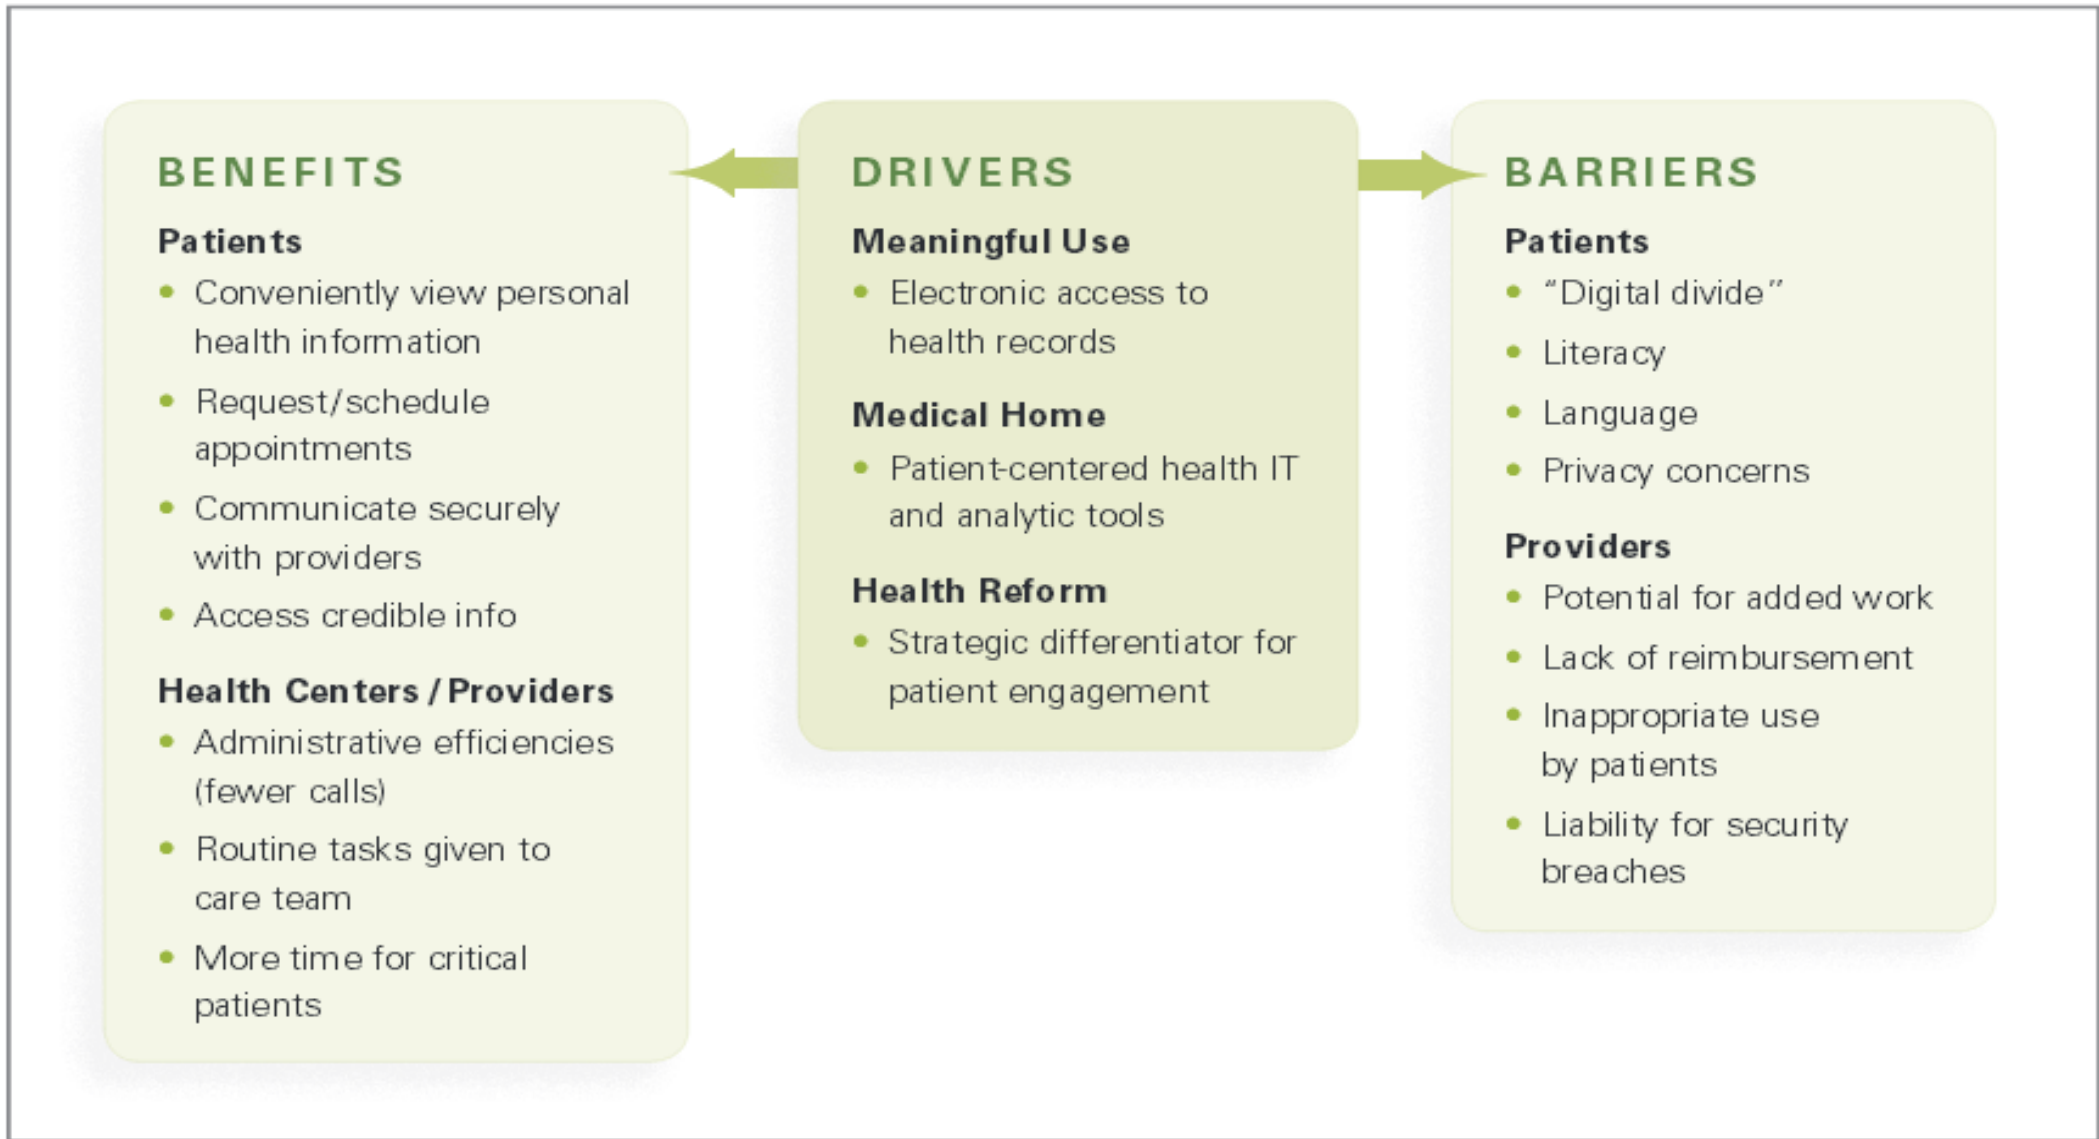 BENEFITS
Patients
• Conveniently view personal
health information
• Request/schedule
appointments
• Communicate securely
with providers
• Access credible info
Health Centers / Providers
• Administrative efficiencies
(fewer calls)
• Routine tasks given to
care team
• More time for critical
patients
DRIVERS
Meaningful Use
• Electronic access to
health records
Medical Home
• Patient-centered health IT
and analytic tools
Health Reform
• Strategic differentiator for
patient engagement
BARRIERS
Patients
• “Digital divide”
• Literacy
• Language
• Privacy concerns
Providers
• Potential for added work
• Lack of reimbursement
• Inappropriate use
by patients
• Liability for security
breaches